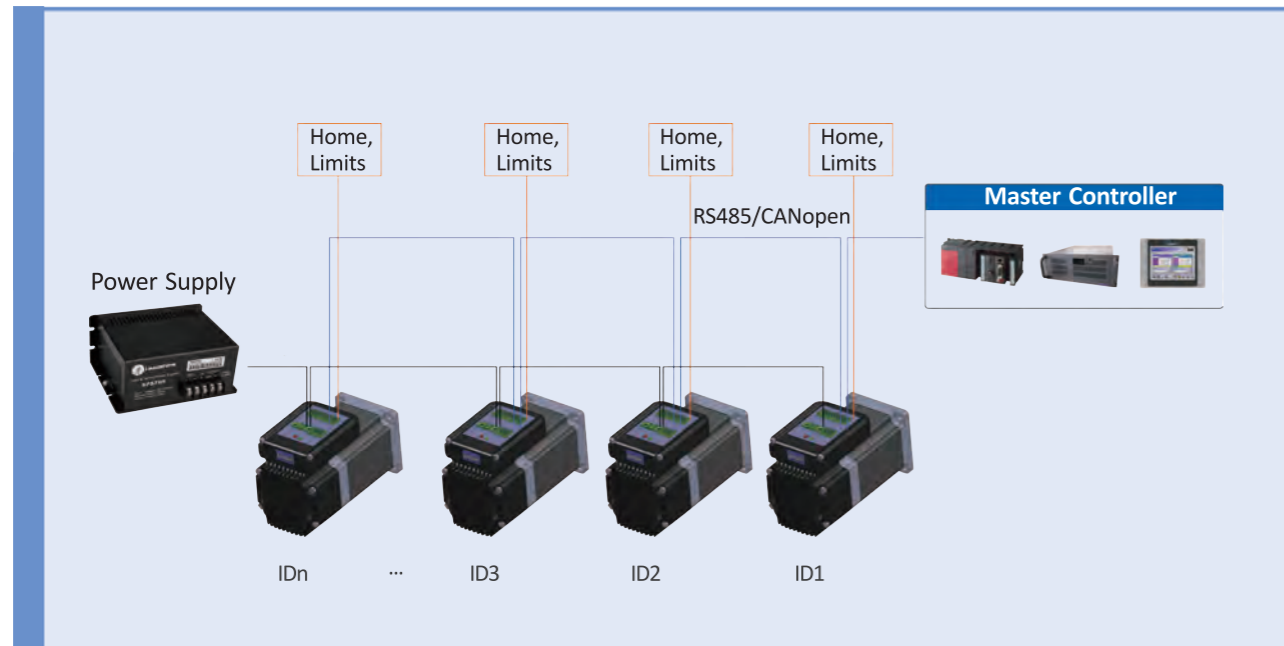 Home,
Limits
Home,
Limits
Home,
Limits
Home,
Limits
Master Controller
RS485/CANopen
Power Supply
IDn
...
ID3
ID2
ID1